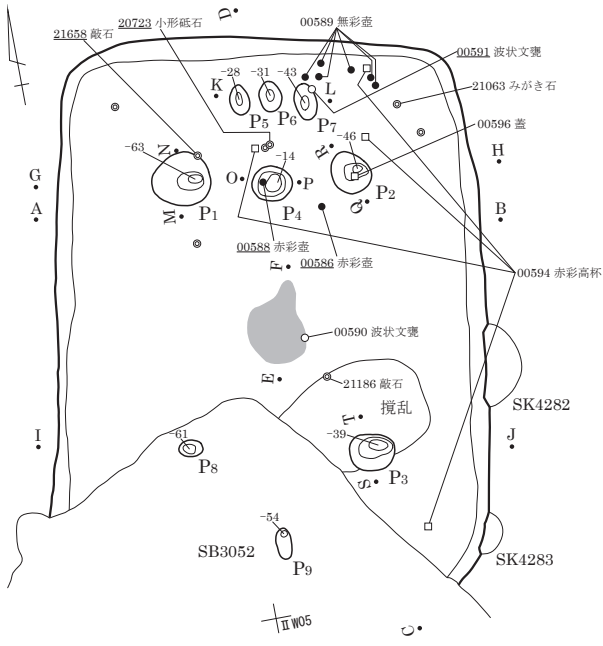 D
00589 無彩壺
20723 小形砥石
21658 敲石
00591 波状文甕
-28
-31
-43
K
L
21063 みがき石
P5
P6
P7
00596 蓋
-46
N
R
-63
-14
H
G
O
P
A
M
P1
P4
Q
P2
B
00588 赤彩壺
00586 赤彩壺
F
00594 赤彩高杯
00590 波状文甕
E
21186 敲石
SK4282
T
撹乱
-61
-39
I
J
P8
S
P3
-54
SB3052
P9
SK4283
ⅡW05
C